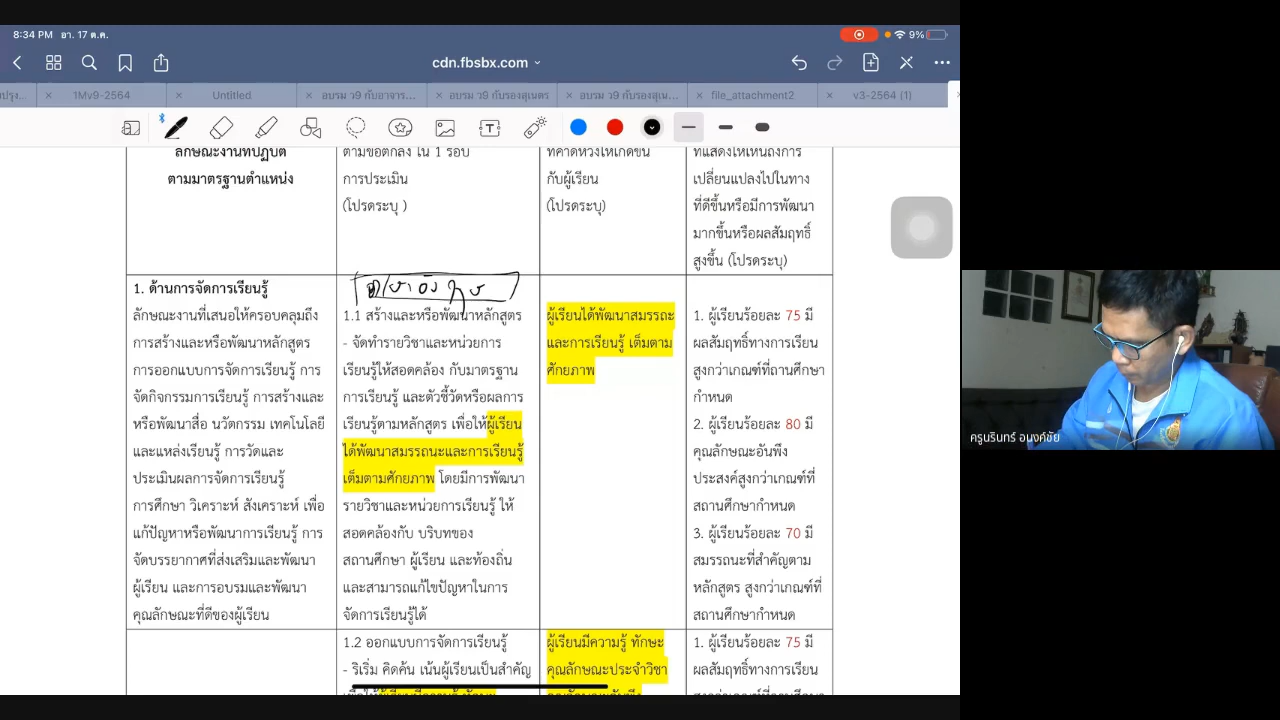 8:34 PM อา. 17 ต.ค.
9%
cdn.fbsbx.com
1Mv9-2564
Untitled
อบรม ว9 กับอาจาร...
อบรม ว9 กับรองสุเนตร
อบรม ว9 กับรองสุเน...
file_attachment2
v3-2564 (1)
ลักษณะงานที่ปฏิบัติ
ตามมาตรฐานตำแหน่ง
ตามข้อตกลง ใน 1 รอบ
การประเมิน
(โปรดระบุ )
ที่คาดหวังให้เกิดขึ้น
กับผู้เรียน
(โปรดระบุ)
ที่แสดงให้เห็นถึงการ
เปลี่ยนแปลงไปในทาง
ที่ดีขึ้นหรือมีการพัฒนา
มากขึ้นหรือผลสัมฤทธิ์
สูงขึ้น (โปรดระบุ)
1. ด้านการจัดการเรียนรู้
ลักษณะงานที่เสนอให้ครอบคลุมถึง
การสร้างและหรือพัฒนาหลักสูตร
การออกแบบการจัดการเรียนรู้ การ
จัดกิจกรรมการเรียนรู้ การสร้างและ
หรือพัฒนาสื่อ นวัตกรรม เทคโนโลยี
และแหล่งเรียนรู้ การวัดและ
ประเมินผลการจัดการเรียนรู้
การศึกษา วิเคราะห์ สังเคราะห์ เพื่อ
แก้ปัญหาหรือพัฒนาการเรียนรู้ การ
จัดบรรยากาศที่ส่งเสริมและพัฒนา
ผู้เรียน และการอบรมและพัฒนา
คุณลักษณะที่ดีของผู้เรียน
1.1 สร้างและหรือพัฒนาหลักสูตร
- จัดทำรายวิชาและหน่วยการ
เรียนรู้ให้สอดคล้อง กับมาตรฐาน
การเรียนรู้ และตัวชี้วัดหรือผลการ
เรียนรู้ตามหลักสูตร เพื่อให้ผู้เรียน
ได้พัฒนาสมรรถนะและการเรียนรู้
เต็มตามศักยภาพ โดยมีการพัฒนา
รายวิชาและหน่วยการเรียนรู้ ให้
สอดคล้องกับ บริบทของ
สถานศึกษา ผู้เรียน และท้องถิ่น
และสามารถแก้ไขปัญหาในการ
จัดการเรียนรู้ได้
ผู้เรียนได้พัฒนาสมรรถะ
และการเรียนรู้ เต็มตาม
ศักยภาพ
1. ผู้เรียนร้อยละ 75 มี
ผลสัมฤทธิ์ทางการเรียน
สูงกว่าเกณฑ์ที่ถานศึกษา
กำหนด
2. ผู้เรียนร้อยละ 80 มี
คุณลักษณะอันพึง
ประสงค์สูงกว่าเกณฑ์ที่
สถานศึกษากำหนด
3. ผู้เรียนร้อยละ 70 มี
สมรรถนะที่สำคัญตาม
หลักสูตร สูงกว่าเกณฑ์ที่
สถานศึกษากำหนด
1.2 ออกแบบการจัดการเรียนรู้
- ริเริ่ม คิดค้น เน้นผู้เรียนเป็นสำคัญ
ผู้เรียนมีความรู้ ทักษะ
คุณลักษณะประจำวิชา
1. ผู้เรียนร้อยละ 75 มี
ผลสัมฤทธิ์ทางการเรียน
ครูนรินทร์ อนงค์ชัย